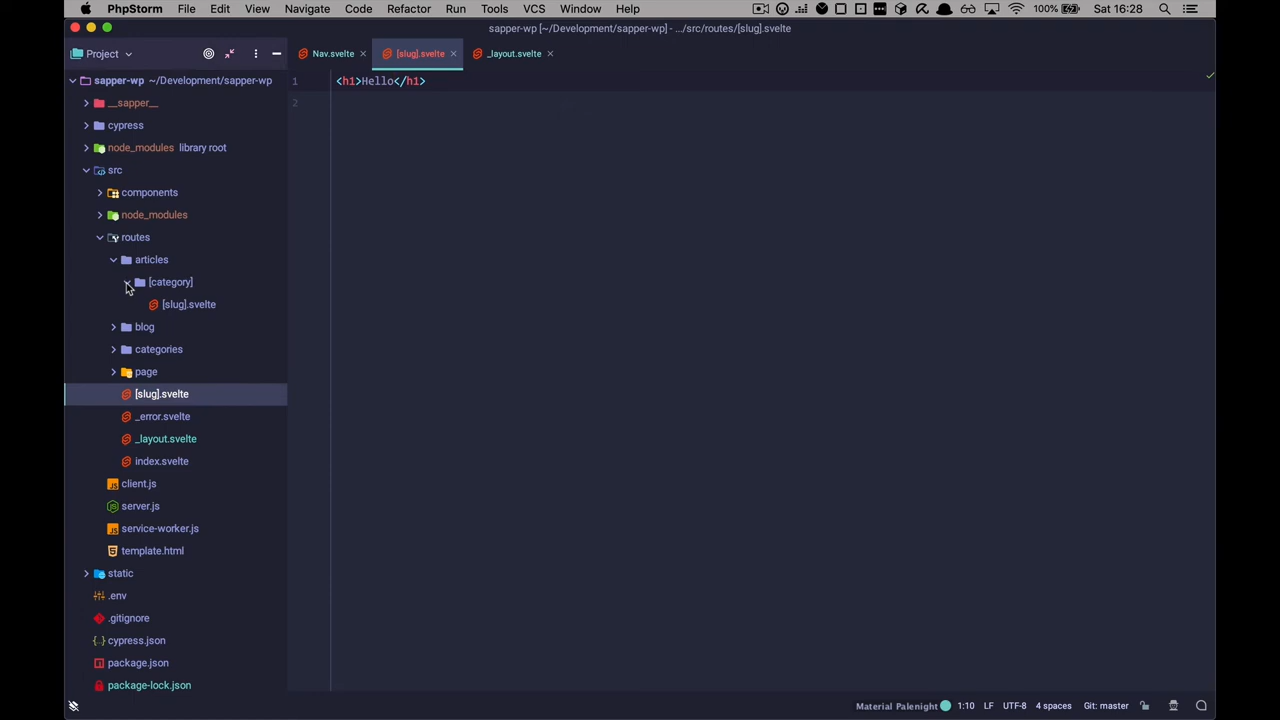 PhpStorm File Edit View Navigate Code Refactor Run Tools VCS Window Help 100% Sat 16:28
sapper-wp [~/Development/sapper-wp] - .../src/routes/[slug].svelte
Project
Nav.svelte
[slug].svelte
_layout.svelte
sapper-wp ~/Development/sapper-wp
__sapper__
cypress
node_modules library root
src
components
node_modules
routes
articles
[category]
[slug].svelte
blog
categories
page
[slug].svelte
_error.svelte
_layout.svelte
index.svelte
client.js
server.js
service-worker.js
template.html
static
.env
.gitignore
cypress.json
package.json
package-lock.json
1 <h1>Hello</h1>
2
Material Palenight 1:10 LF UTF-8 4 spaces Git: master